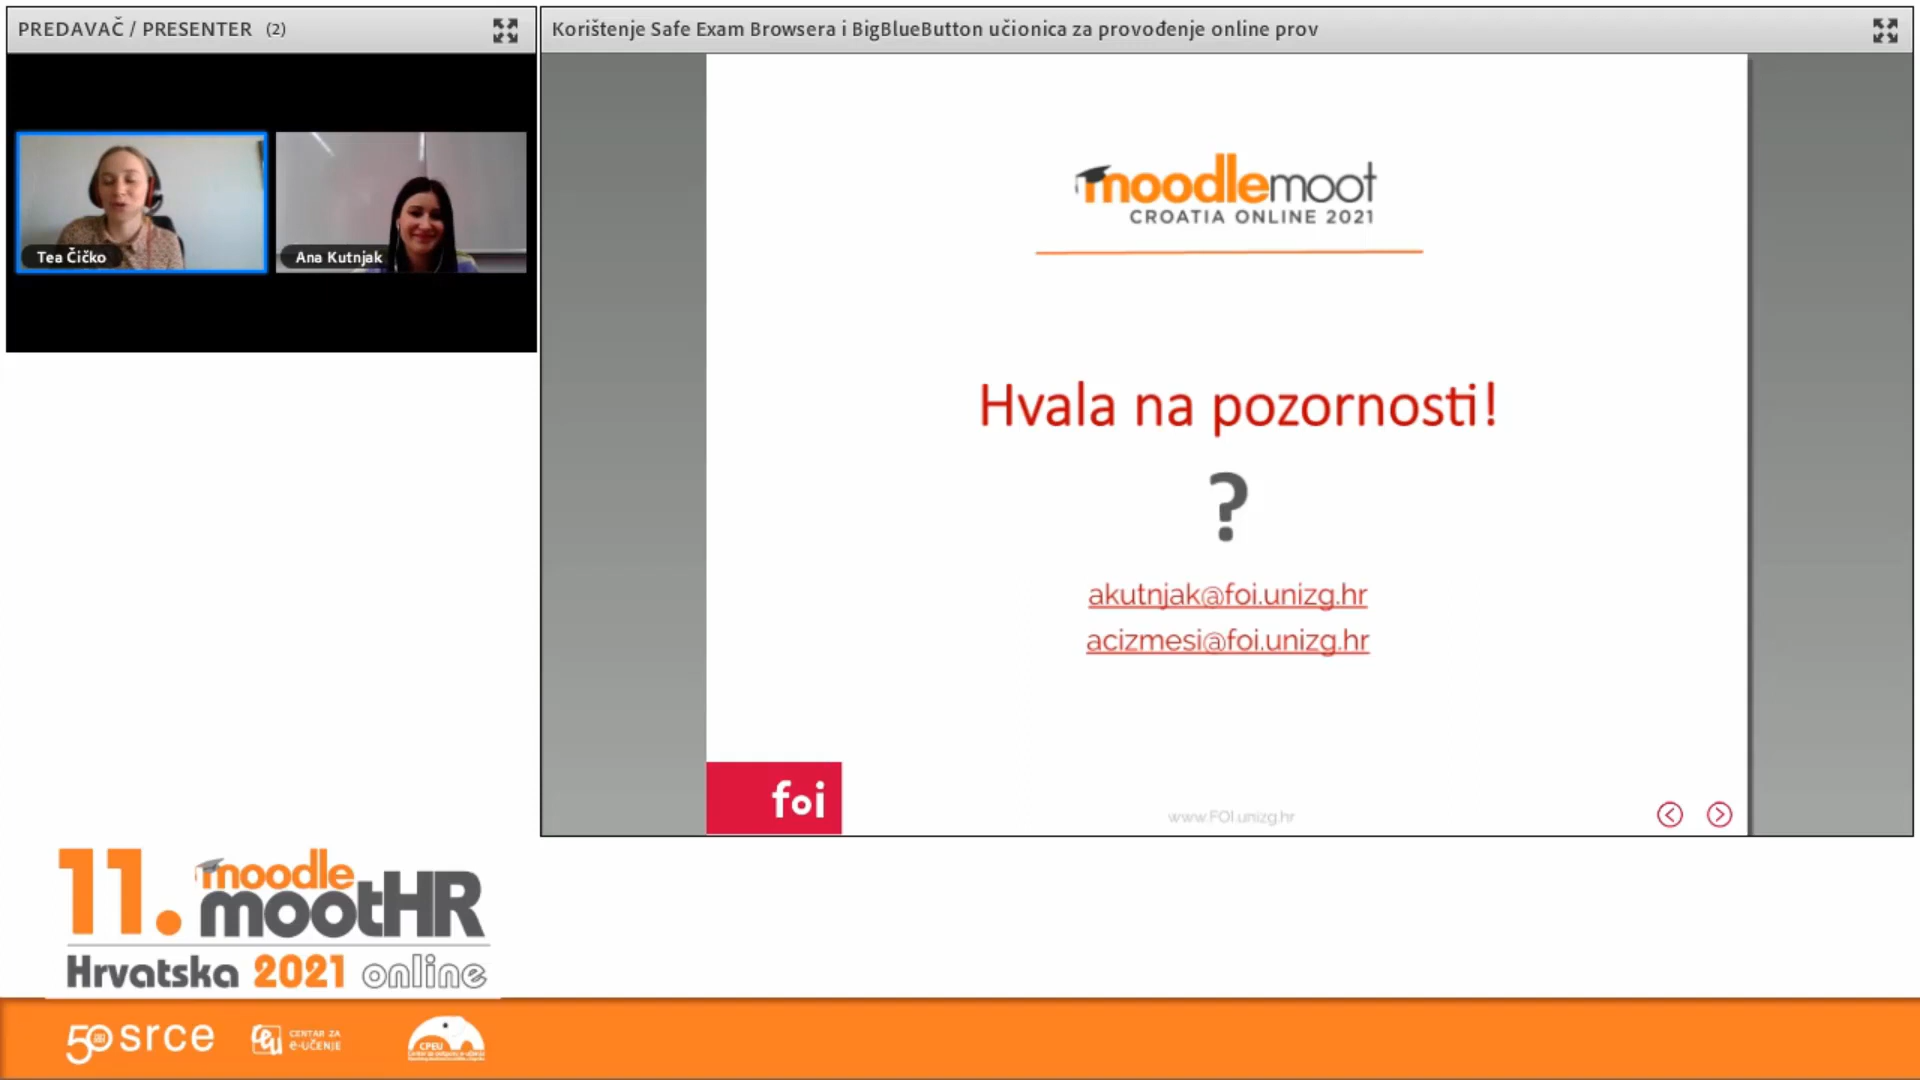 PREDAVAČ / PRESENTER (2)
Korištenje Safe Exam Browsera i BigBlueButton učionica za provođenje online prov
Tea Čičko
Ana Kutnjak
moodlemoot
CROATIA ONLINE 2021
Hvala na pozornosti!
?
akutnjak@foi.unizg.hr
acizmesi@foi.unizg.hr
foi
www.FOI.unizg.hr
11. moodle
mootHR
Hrvatska 2021 online
50 srce
CENTAR ZA
e-UČENJE
CPEU